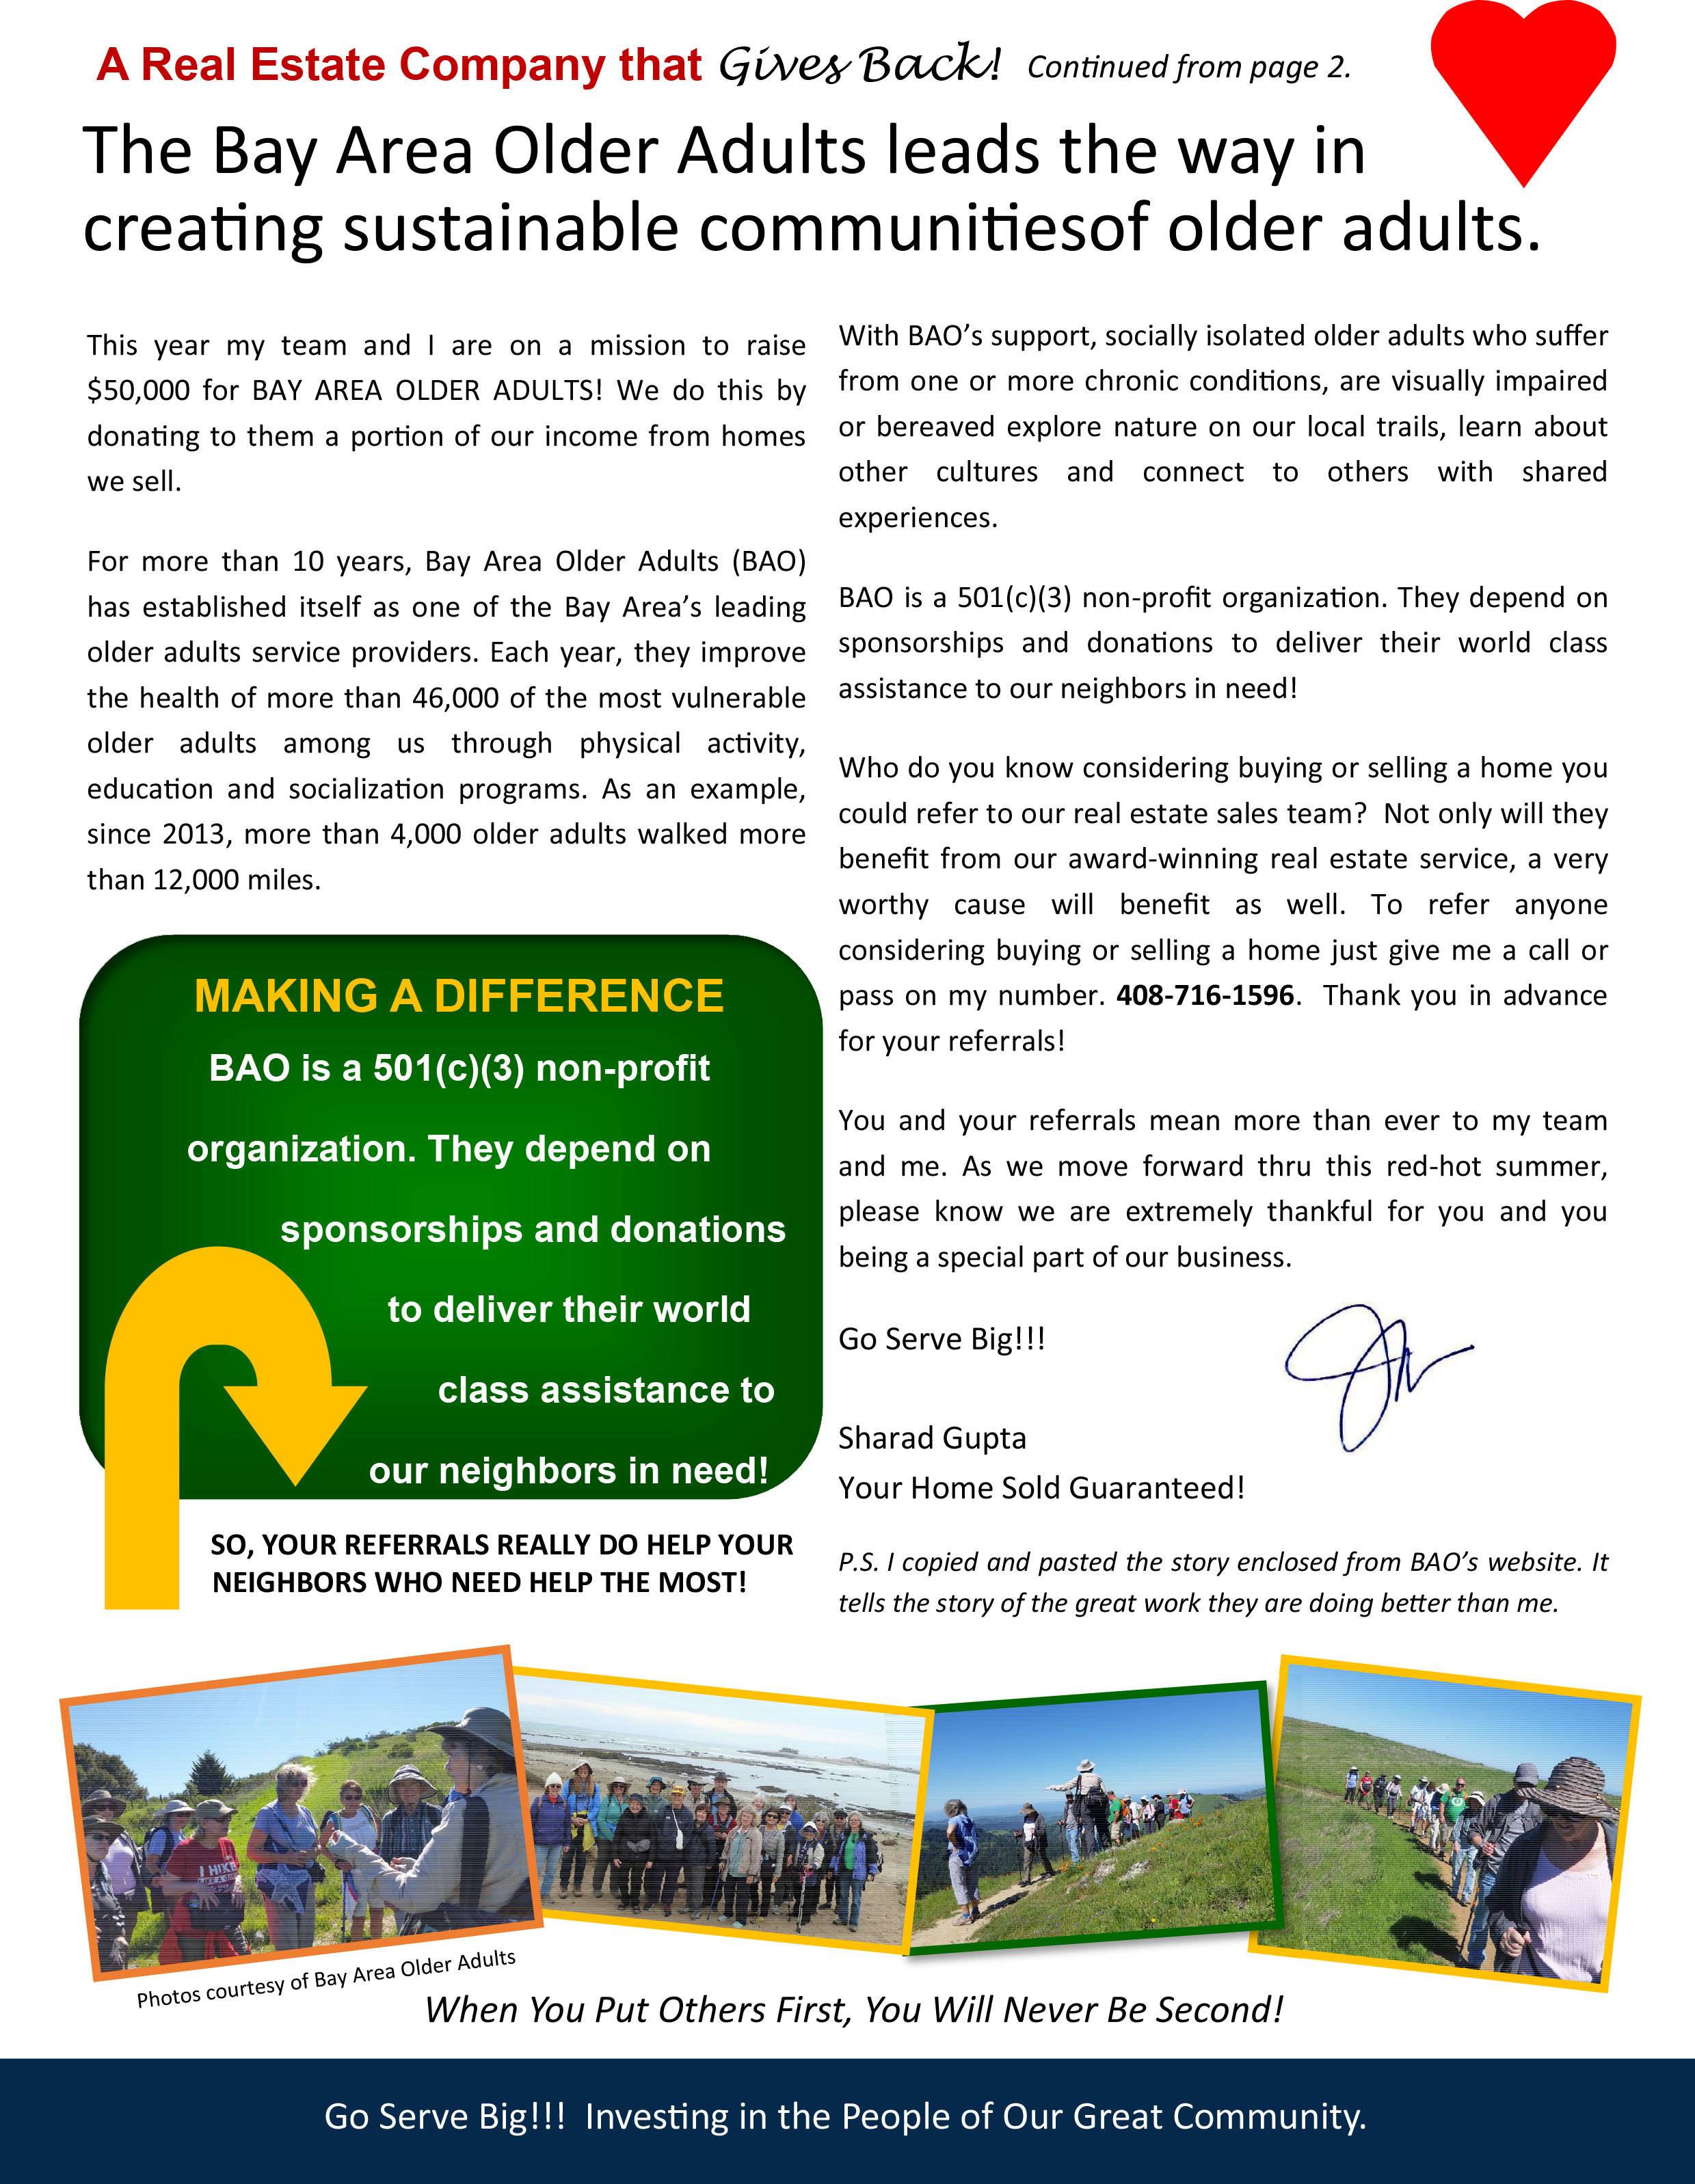 A Real Estate Company that Gives Back! Continued from page 2.
The Bay Area Older Adults leads the way in
creating sustainable communitiesof older adults.
This year my team and I are on a mission to raise
$50,000 for BAY AREA OLDER ADULTS! We do this by
donating to them a portion of our income from homes
we sell.
For more than 10 years, Bay Area Older Adults (BAO)
has established itself as one of the Bay Area's leading
older adults service providers. Each year, they improve
the health of more than 46,000 of the most vulnerable
older adults among us through physical activity,
education and socialization programs. As an example,
since 2013, more than 4,000 older adults walked more
than 12,000 miles.
MAKING A DIFFERENCE
BAO is a 501(c)(3) non-profit
organization. They depend on
sponsorships and donations
to deliver their world
class assistance to
our neighbors in need!
SO, YOUR REFERRALS REALLY DO HELP YOUR
NEIGHBORS WHO NEED HELP THE MOST!
With BAO's support, socially isolated older adults who suffer
from one or more chronic conditions, are visually impaired
or bereaved explore nature on our local trails, learn about
other cultures and connect to others with shared
experiences.
BAO is a 501(c)(3) non-profit organization. They depend on
sponsorships and donations to deliver their world class
assistance to our neighbors in need!
Who do you know considering buying or selling a home you
could refer to our real estate sales team?  Not only will they
benefit from our award-winning real estate service, a very
worthy cause will benefit as well. To refer anyone
considering buying or selling a home just give me a call or
pass on my number. 408-716-1596.  Thank you in advance
for your referrals!
You and your referrals mean more than ever to my team
and me. As we move forward thru this red-hot summer,
please know we are extremely thankful for you and you
being a special part of our business.
Go Serve Big!!!
Sharad Gupta
Your Home Sold Guaranteed!
P.S. I copied and pasted the story enclosed from BAO's website. It
tells the story of the great work they are doing better than me.
I HIKE
Photos courtesy of Bay Area Older Adults
When You Put Others First, You Will Never Be Second!
Go Serve Big!!!  Investing in the People of Our Great Community.